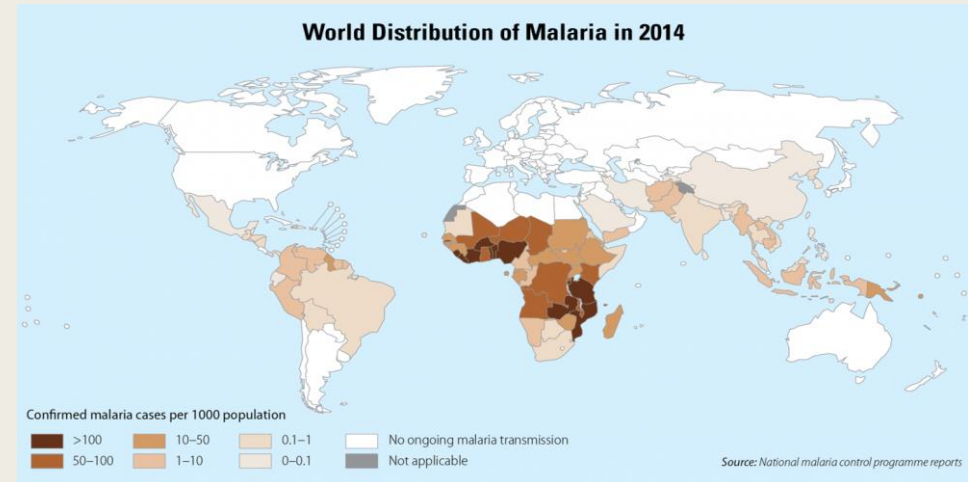 World Distribution of Malaria in 2014
Confirmed malaria cases per 1000 population
>100 10–50 0.1–1 No ongoing malaria transmission
50–100 1–10 0–0.1 Not applicable
Source: National malaria control programme reports